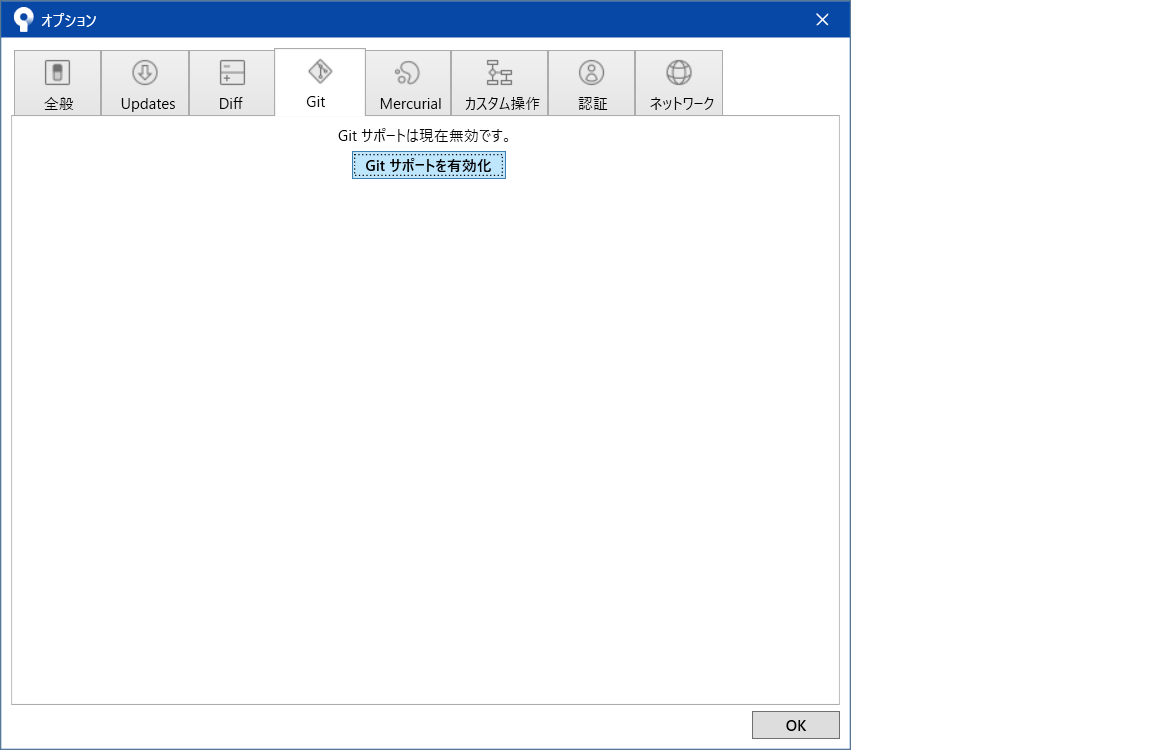 オプション
全般
Updates
Diff
Git
Mercurial
カスタム操作
認証
ネットワーク
Git サポートは現在無効です。
Git サポートを有効化
OK